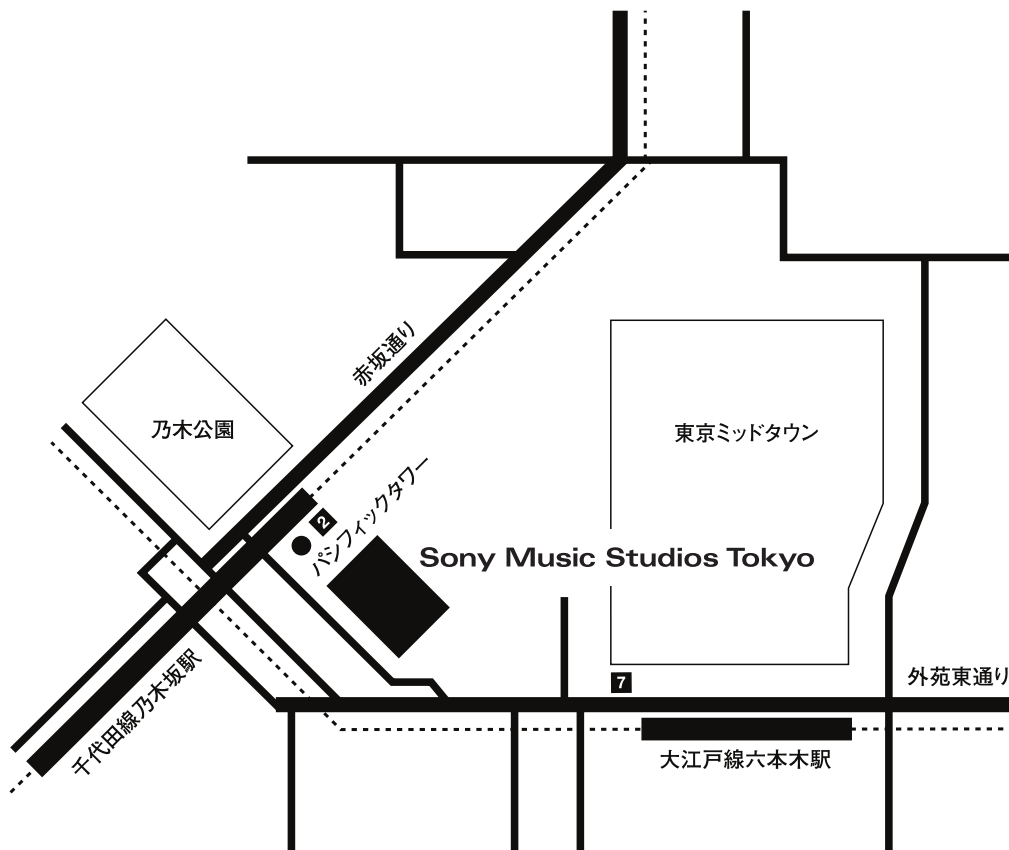 赤坂通り
乃木公園
東京ミッドタウン
2
パシフィックタワー
Sony Music Studios Tokyo
千代田線乃木坂駅
7
外苑東通り
大江戸線六本木駅